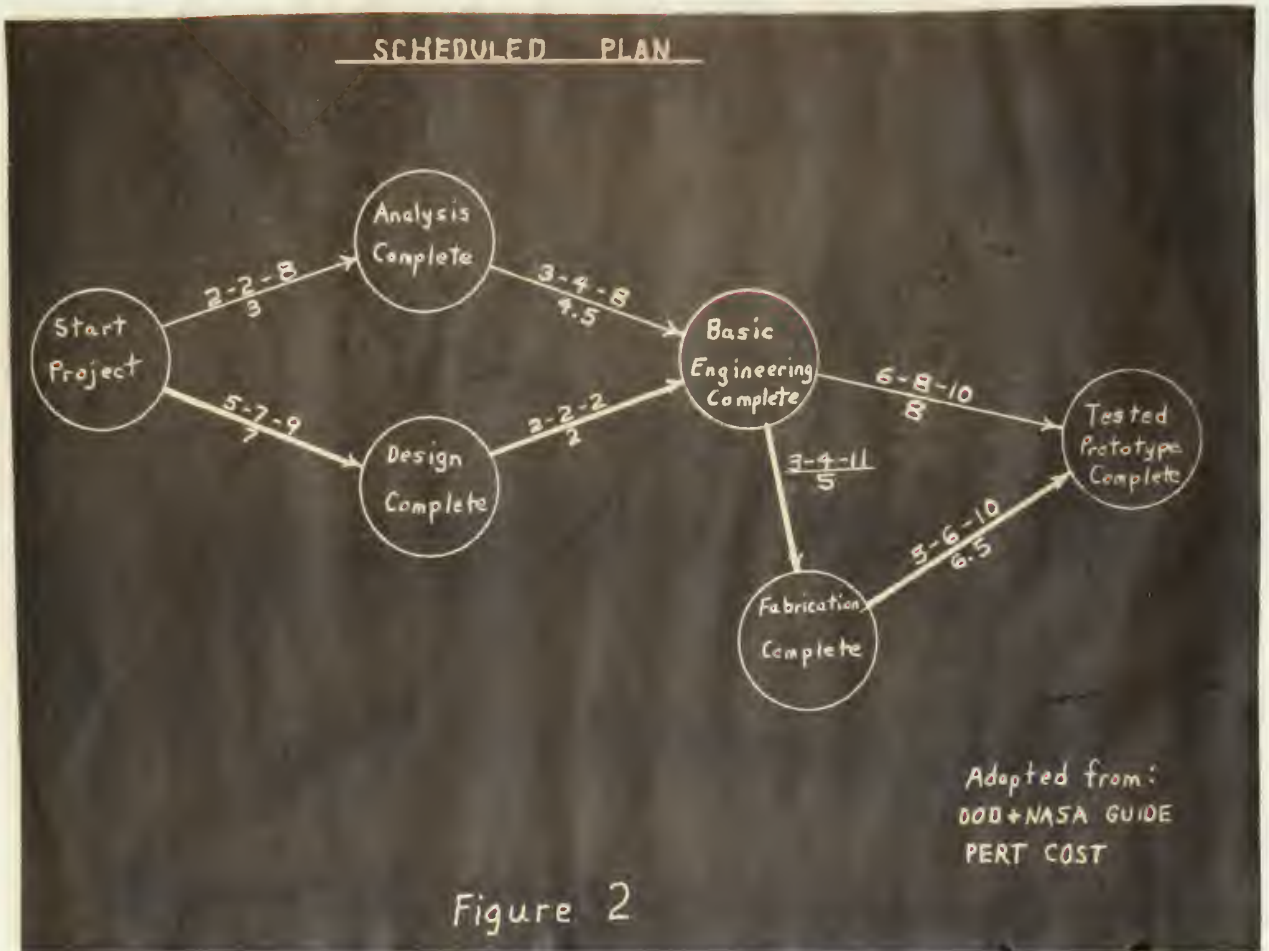 SCHEDULED PLAN
Analysis
Complete
2-2-8
3
3-4-8
4.5
Start
Project
Basic
Engineering
Complete
6-8-10
8
5-7-9
7
2-2-2
2
Design
Complete
3-4-11
5
Tested
Prototype
Complete
5-6-10
6.5
Fabrication
Complete
Adapted from:
DOD+NASA GUIDE
PERT COST
Figure 2